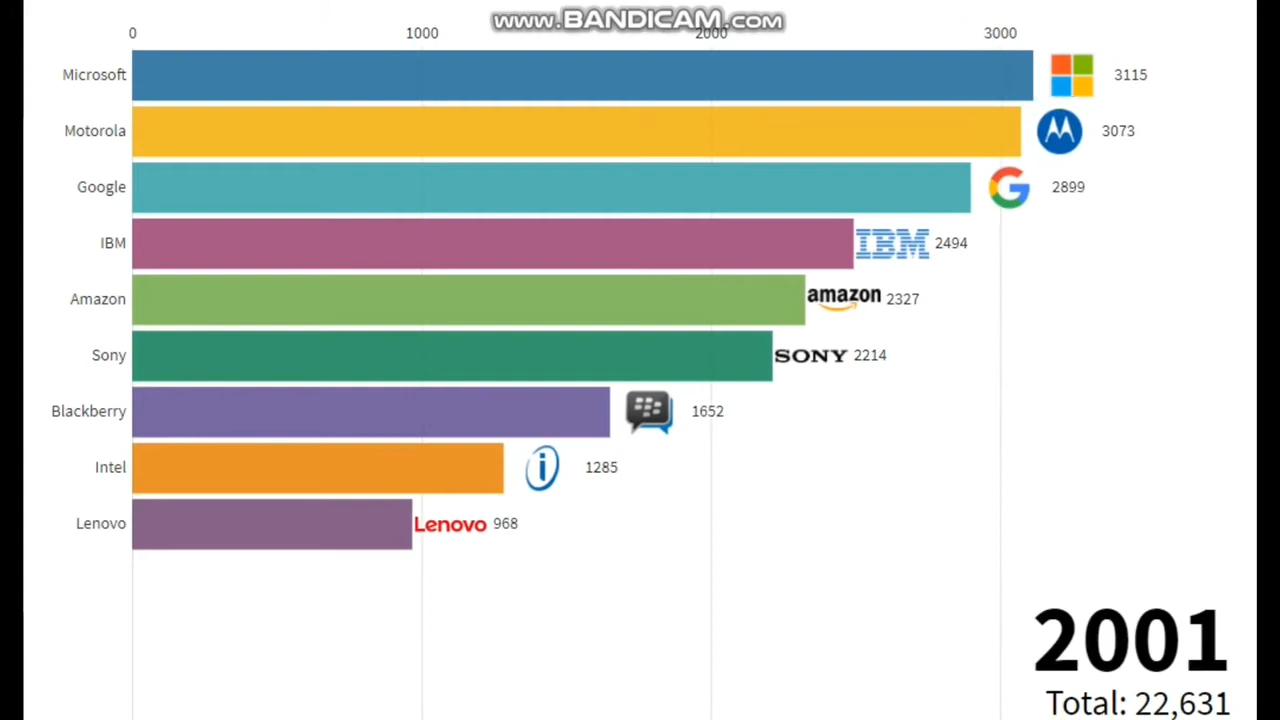 www.BANDICAM.com
0 1000 2000 3000
Microsoft 3115
Motorola 3073
Google G 2899
IBM IBM 2494
Amazon amazon 2327
Sony SONY 2214
Blackberry 1652
Intel i 1285
Lenovo Lenovo 968
2001
Total: 22,631